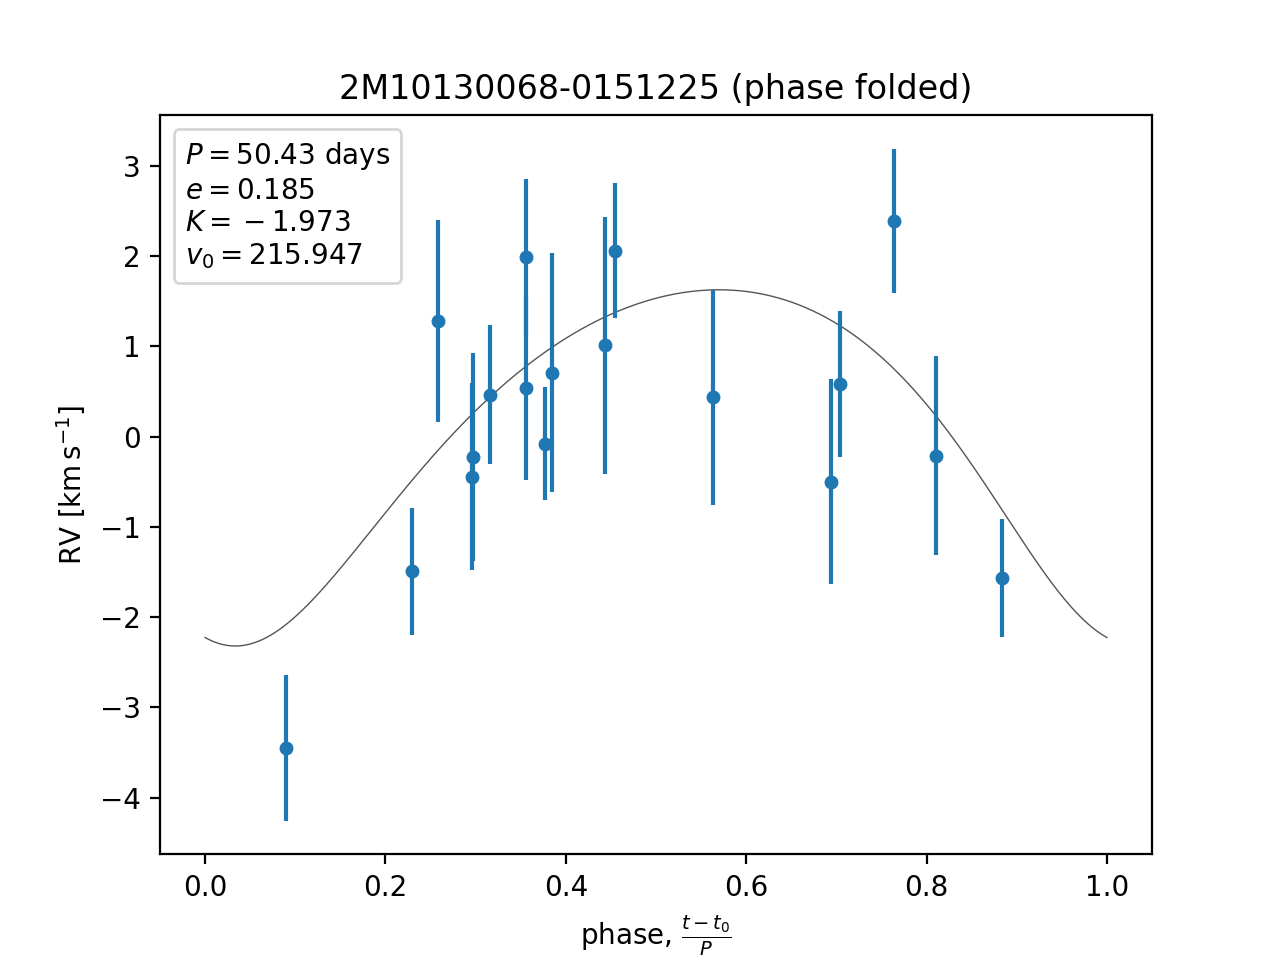 2M10130068-0151225 (phase folded)
P = 50.43 days
e = 0.185
K = −1.973
v₀ = 215.947
3
2
1
0
−1
−2
−3
−4
RV [km s⁻¹]
0.0 0.2 0.4 0.6 0.8 1.0
phase, (t − t₀)/P